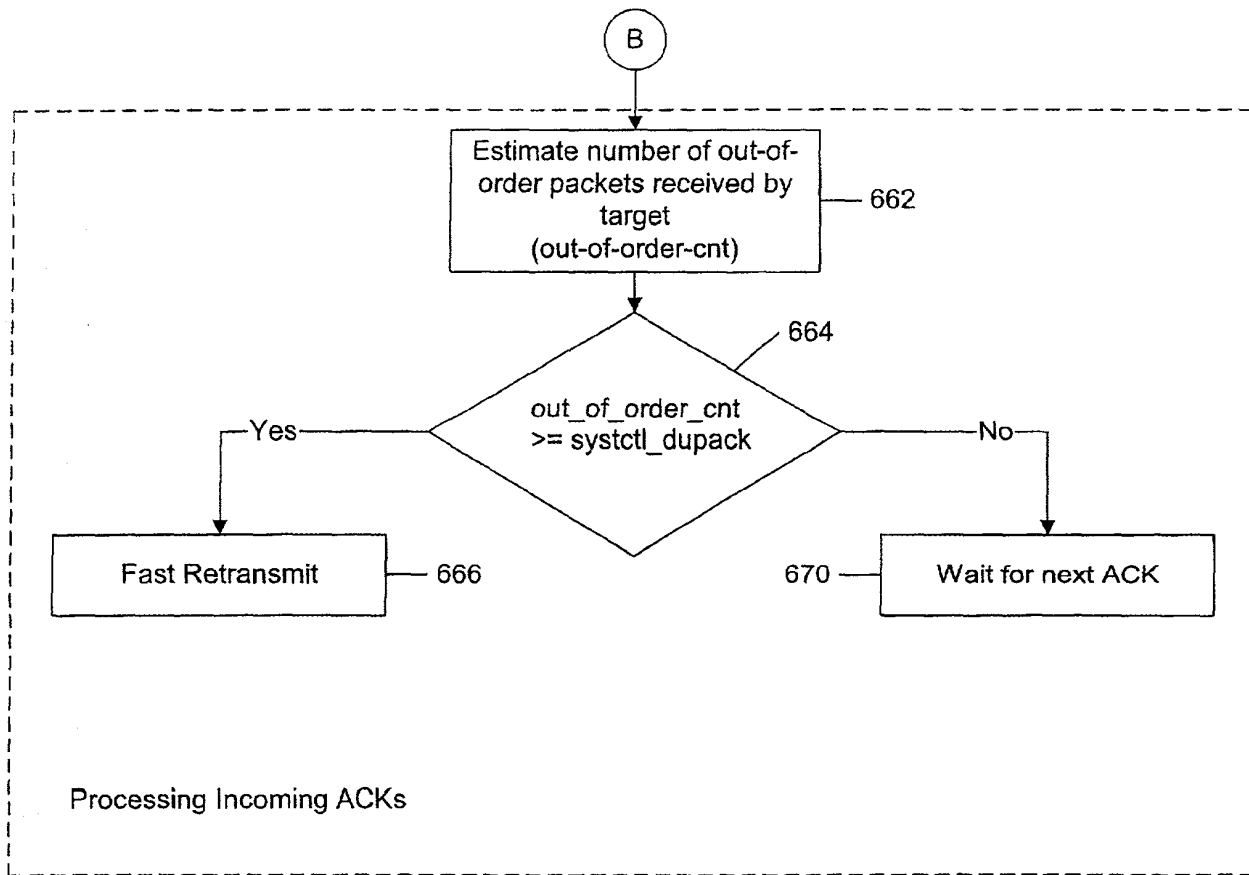 B
Estimate number of out-of-
order packets received by
target
(out-of-order-cnt)
662
664
out_of_order_cnt
>= systctl_dupack
Yes
No
Fast Retransmit
666
670
Wait for next ACK
Processing Incoming ACKs